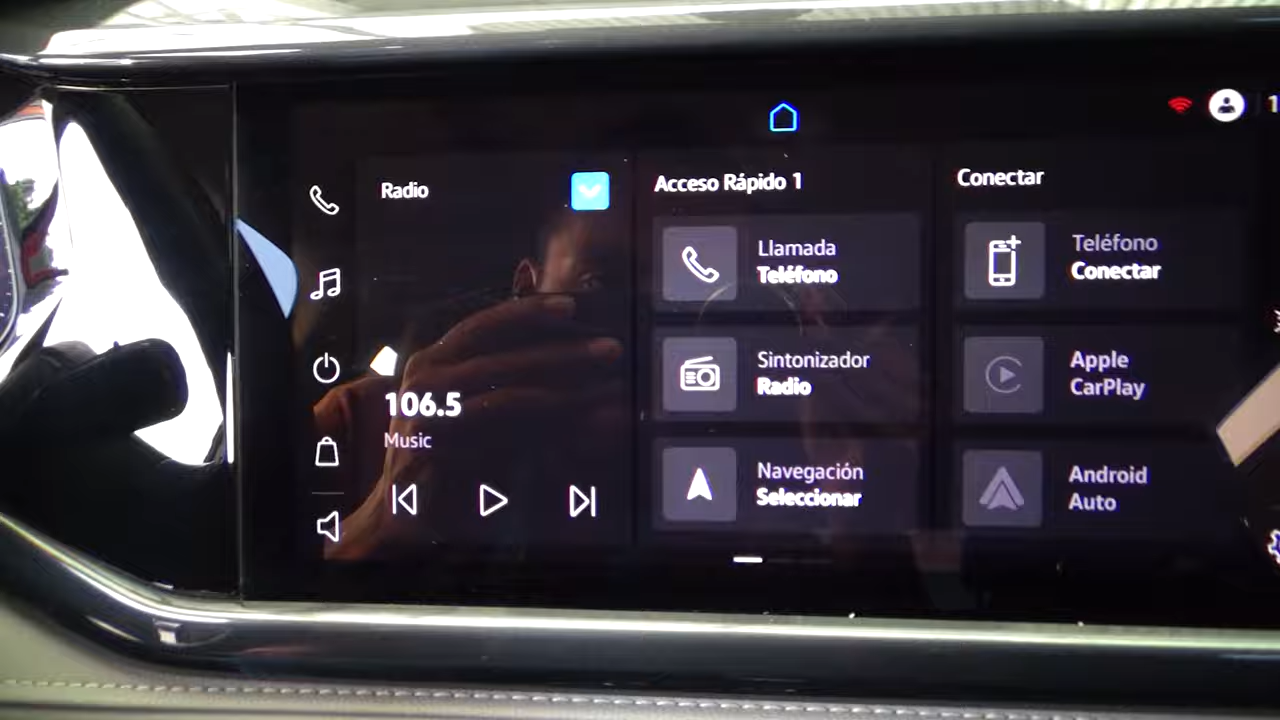 Radio
106.5
Music
Acceso Rápido 1
Llamada
Teléfono
Sintonizador
Radio
Navegación
Seleccionar
Conectar
Teléfono
Conectar
Apple
CarPlay
Android
Auto